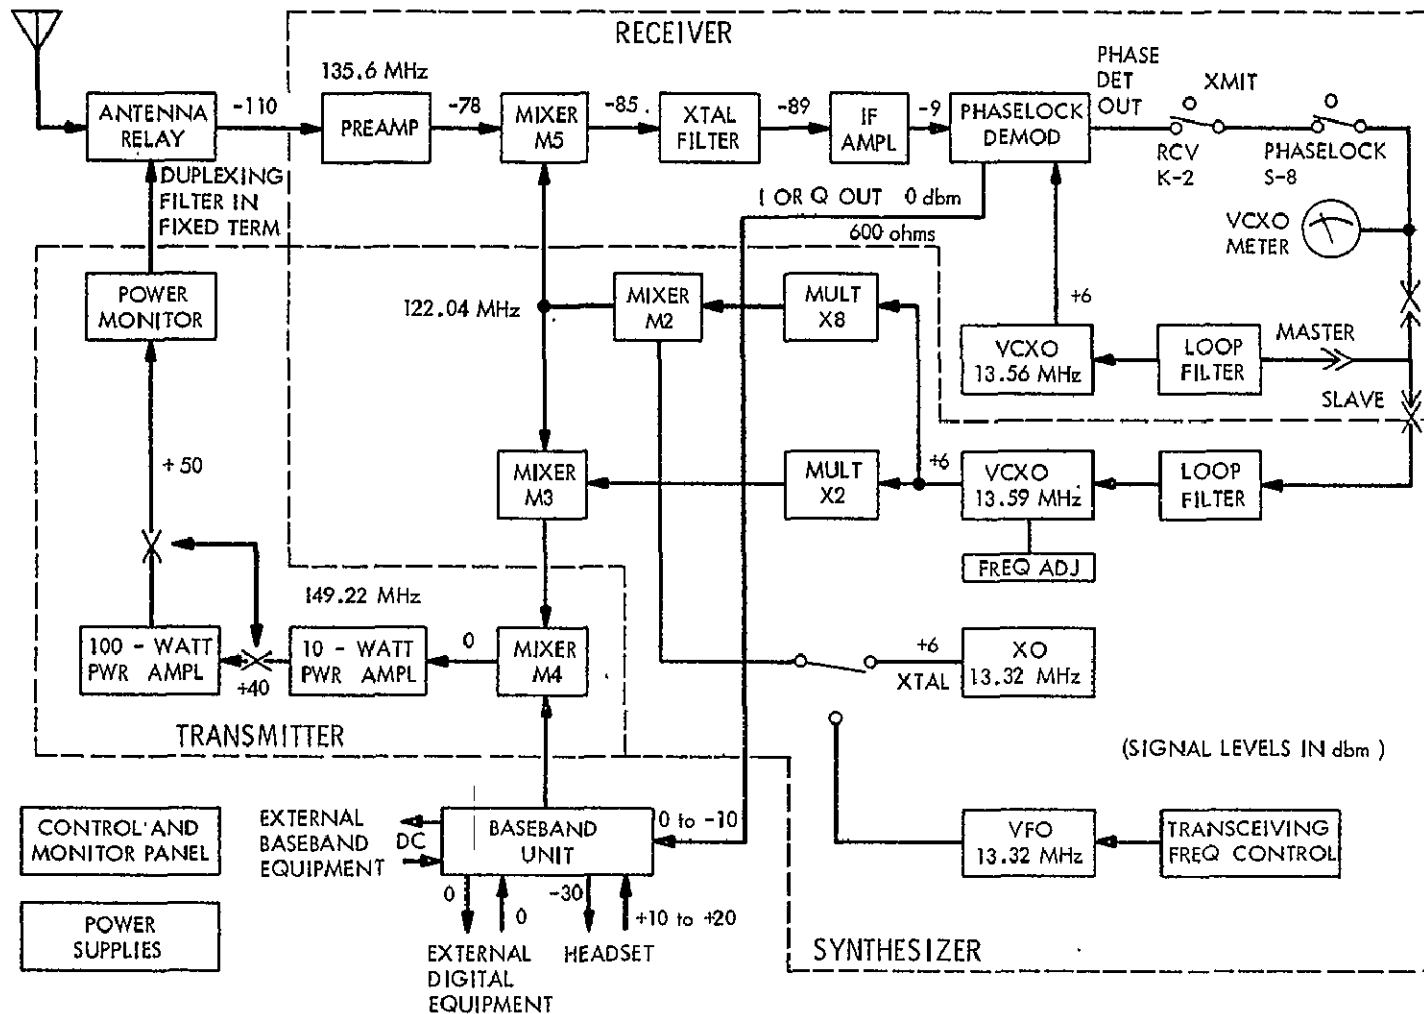 RECEIVER
135.6 MHz
PHASE
DET
OUT
XMIT
ANTENNA
RELAY
-110
PREAMP
-78
MIXER
M5
-85
XTAL
FILTER
-89
IF
AMPL
-9
PHASELOCK
DEMOD
RCV
K-2
PHASELOCK
S-8
DUPLEXING
FILTER IN
FIXED TERM
I OR Q OUT 0 dbm
600 ohms
VCXO
METER
POWER
MONITOR
122.04 MHz
MIXER
M2
MULT
X8
+6
VCXO
13.56 MHz
LOOP
FILTER
MASTER
SLAVE
+50
MIXER
M3
MULT
X2
+6
VCXO
13.59 MHz
LOOP
FILTER
FREQ ADJ
149.22 MHz
100 - WATT
PWR AMPL
+40
10 - WATT
PWR AMPL
0
MIXER
M4
+6
XTAL
XO
13.32 MHz
TRANSMITTER
(SIGNAL LEVELS IN dbm )
CONTROL AND
MONITOR PANEL
EXTERNAL
BASEBAND
EQUIPMENT
DC
BASEBAND
UNIT
0 to -10
VFO
13.32 MHz
TRANSCEIVING
FREQ CONTROL
0
0
-30
+10 to +20
POWER
SUPPLIES
EXTERNAL
DIGITAL
EQUIPMENT
HEADSET
SYNTHESIZER